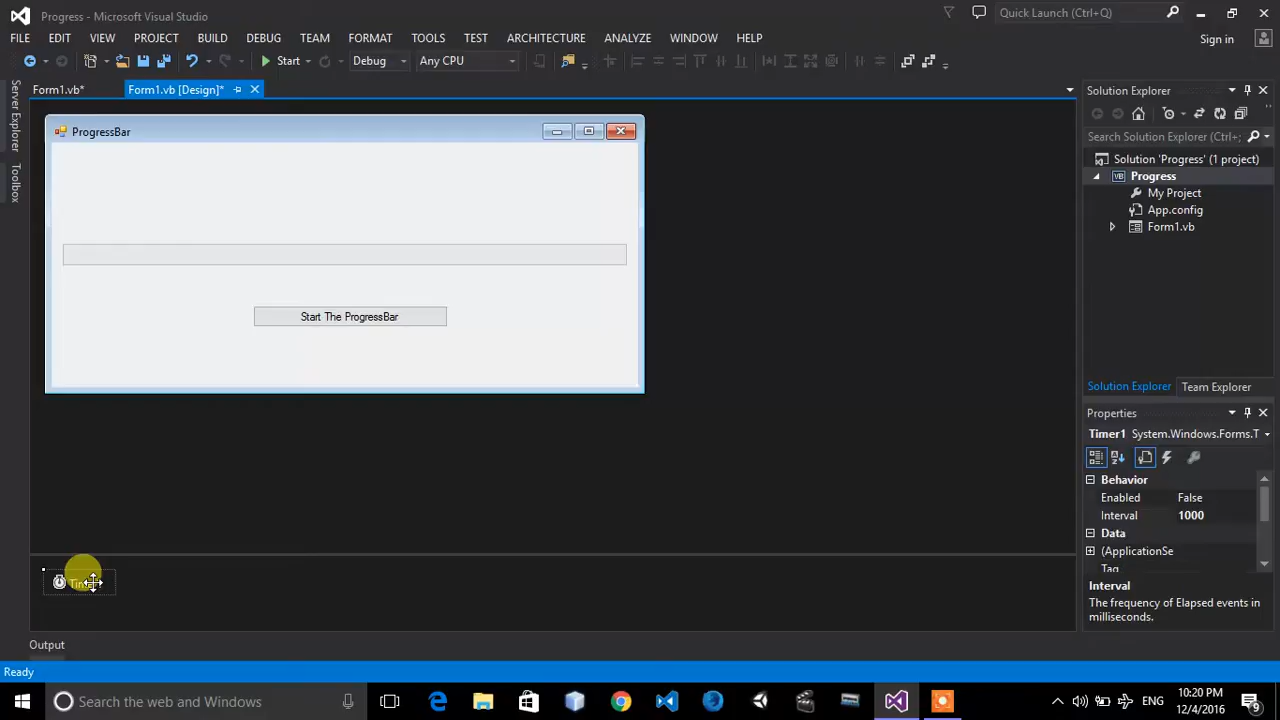 Progress - Microsoft Visual Studio
Quick Launch (Ctrl+Q)
FILE EDIT VIEW PROJECT BUILD DEBUG TEAM FORMAT TOOLS TEST ARCHITECTURE ANALYZE WINDOW HELP
Sign in
Start Debug Any CPU
Form1.vb* Form1.vb [Design]*
Server Explorer
Toolbox
ProgressBar
Start The ProgressBar
Solution Explorer
Search Solution Explorer (Ctrl+;
Solution 'Progress' (1 project)
VB Progress
My Project
App.config
Form1.vb
Solution Explorer Team Explorer
Properties
Timer1 System.Windows.Forms.T
Behavior
Enabled False
Interval 1000
Data
(ApplicationSe
Tag
Interval
The frequency of Elapsed events in
milliseconds.
Output
Ready
Search the web and Windows
ENG
10:20 PM
12/4/2016
9